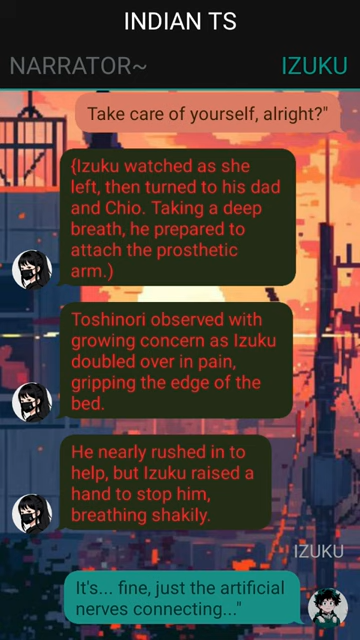 INDIAN TS
NARRATOR~ IZUKU
Take care of yourself, alright?"
{Izuku watched as she
left, then turned to his dad
and Chio. Taking a deep
breath, he prepared to
attach the prosthetic
arm.)
Toshinori observed with
growing concern as Izuku
doubled over in pain,
gripping the edge of the
bed.
He nearly rushed in to
help, but Izuku raised a
hand to stop him,
breathing shakily.
IZUKU
It's... fine, just the artificial
nerves connecting..."